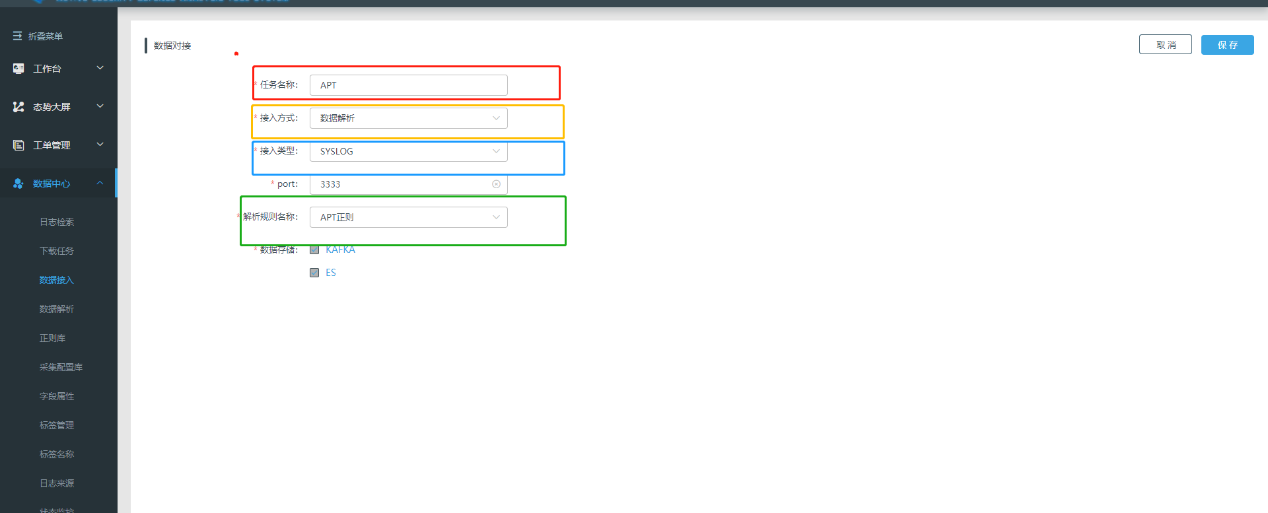 折叠菜单
工作台
态势大屏
工单管理
数据中心
日志检索
下载任务
数据接入
数据解析
正则库
采集配置库
字段属性
标签管理
标签名称
日志来源
数据对接
取 消
保 存
* 任务名称: APT
* 接入方式: 数据解析
* 接入类型: SYSLOG
* port: 3333
* 解析规则名称: APT正则
* 数据存储: KAFKA
ES